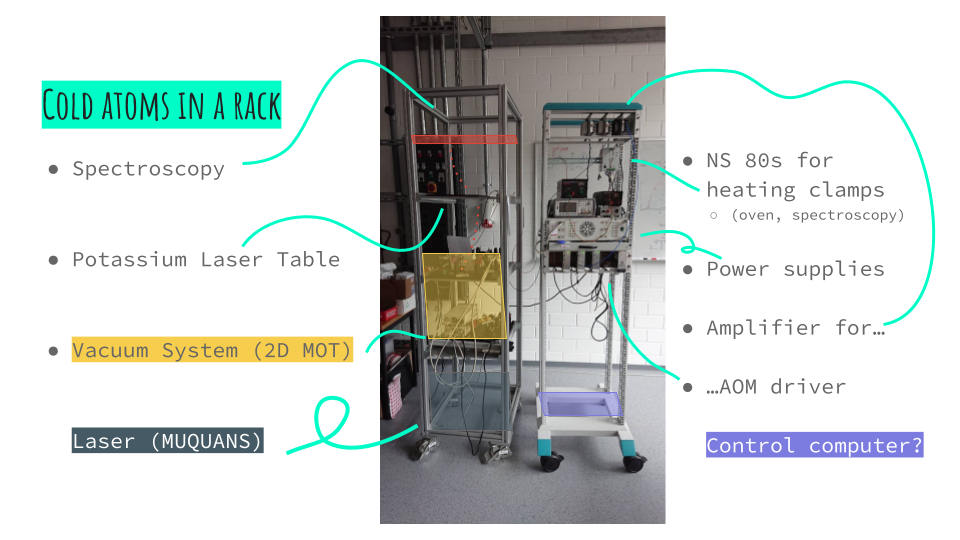 Cold atoms in a rack
● Spectroscopy
● Potassium Laser Table
● Vacuum System (2D MOT)
Laser (MUQUANS)
● NS 80s for
heating clamps
○ (oven, spectroscopy)
● Power supplies
● Amplifier for…
● …AOM driver
Control computer?